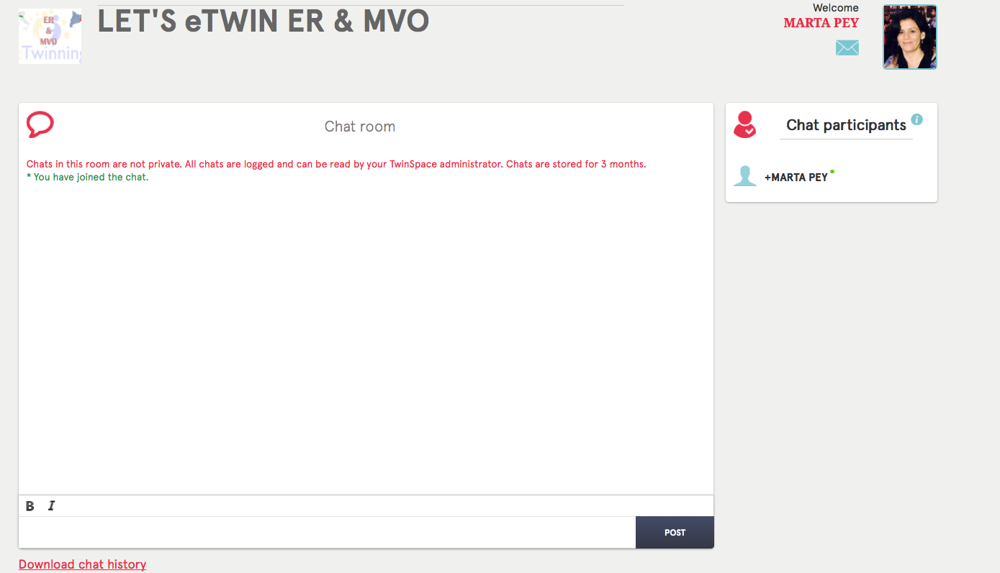 ER
&
MVO
Twinning
LET'S eTWIN ER & MVO
Welcome
MARTA PEY
Chat room
Chats in this room are not private. All chats are logged and can be read by your TwinSpace administrator. Chats are stored for 3 months.
* You have joined the chat.
Chat participants i
+MARTA PEY
B I
POST
Download chat history